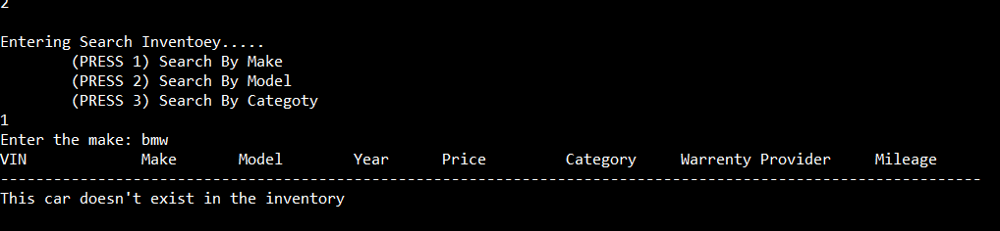 2
Entering Search Inventoey.....
(PRESS 1) Search By Make
(PRESS 2) Search By Model
(PRESS 3) Search By Categoty
1
Enter the make: bmw
VIN Make Model Year Price Category Warrenty Provider Mileage
---------------------------------------------------------------------------------------------------------------
This car doesn't exist in the inventory